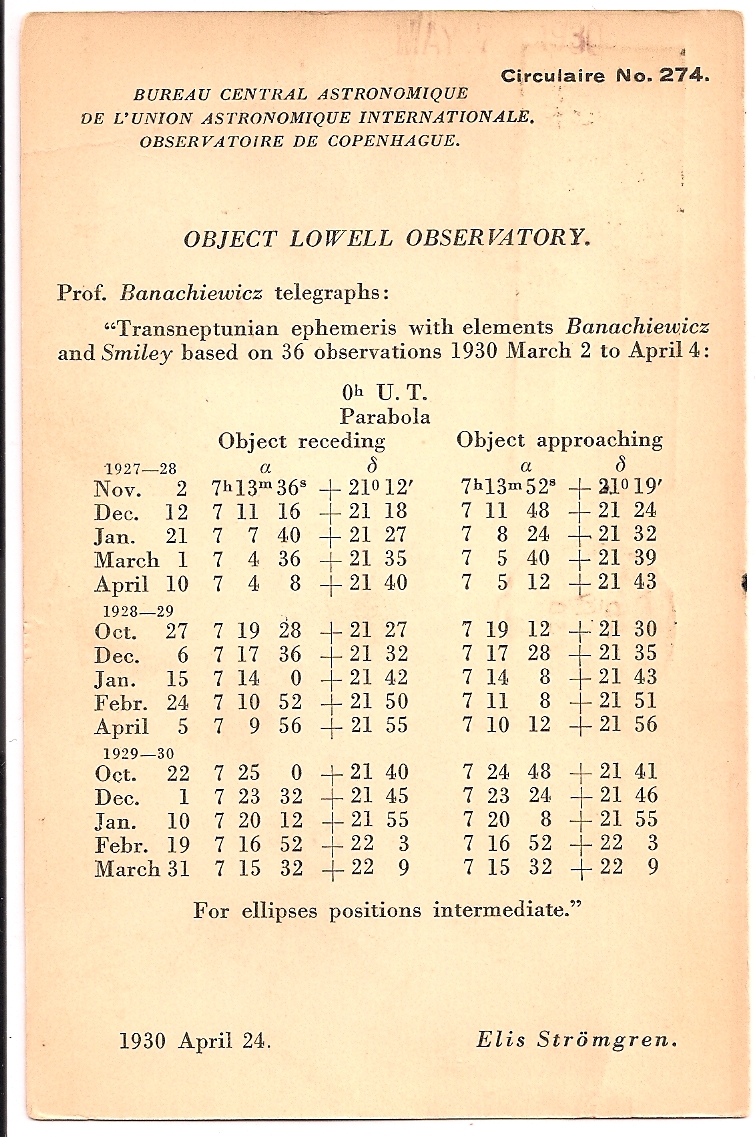 Circulaire No. 274.
BUREAU CENTRAL ASTRONOMIQUE
DE L'UNION ASTRONOMIQUE INTERNATIONALE.
OBSERVATOIRE DE COPENHAGUE.
OBJECT LOWELL OBSERVATORY.
Prof. Banachiewicz telegraphs:
“Transneptunian ephemeris with elements Banachiewicz
and Smiley based on 36 observations 1930 March 2 to April 4:
0ʰ U. T.
Parabola
Object receding Object approaching
1927—28 α δ α δ
Nov. 2 7ʰ13ᵐ36ˢ +21⁰12′ 7ʰ13ᵐ52ˢ +21⁰19′
Dec. 12 7 11 16 +21 18 7 11 48 +21 24
Jan. 21 7 7 40 +21 27 7 8 24 +21 32
March 1 7 4 36 +21 35 7 5 40 +21 39
April 10 7 4 8 +21 40 7 5 12 +21 43
1928—29
Oct. 27 7 19 28 +21 27 7 19 12 +21 30
Dec. 6 7 17 36 +21 32 7 17 28 +21 35
Jan. 15 7 14 0 +21 42 7 14 8 +21 43
Febr. 24 7 10 52 +21 50 7 11 8 +21 51
April 5 7 9 56 +21 55 7 10 12 +21 56
1929—30
Oct. 22 7 25 0 +21 40 7 24 48 +21 41
Dec. 1 7 23 32 +21 45 7 23 24 +21 46
Jan. 10 7 20 12 +21 55 7 20 8 +21 55
Febr. 19 7 16 52 +22 3 7 16 52 +22 3
March 31 7 15 32 +22 9 7 15 32 +22 9
For ellipses positions intermediate.”
1930 April 24. Elis Strömgren.